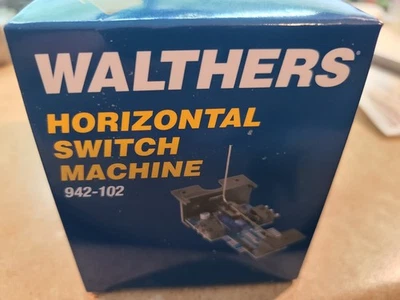 WALTHERS
HORIZONTAL
SWITCH
MACHINE
942-102